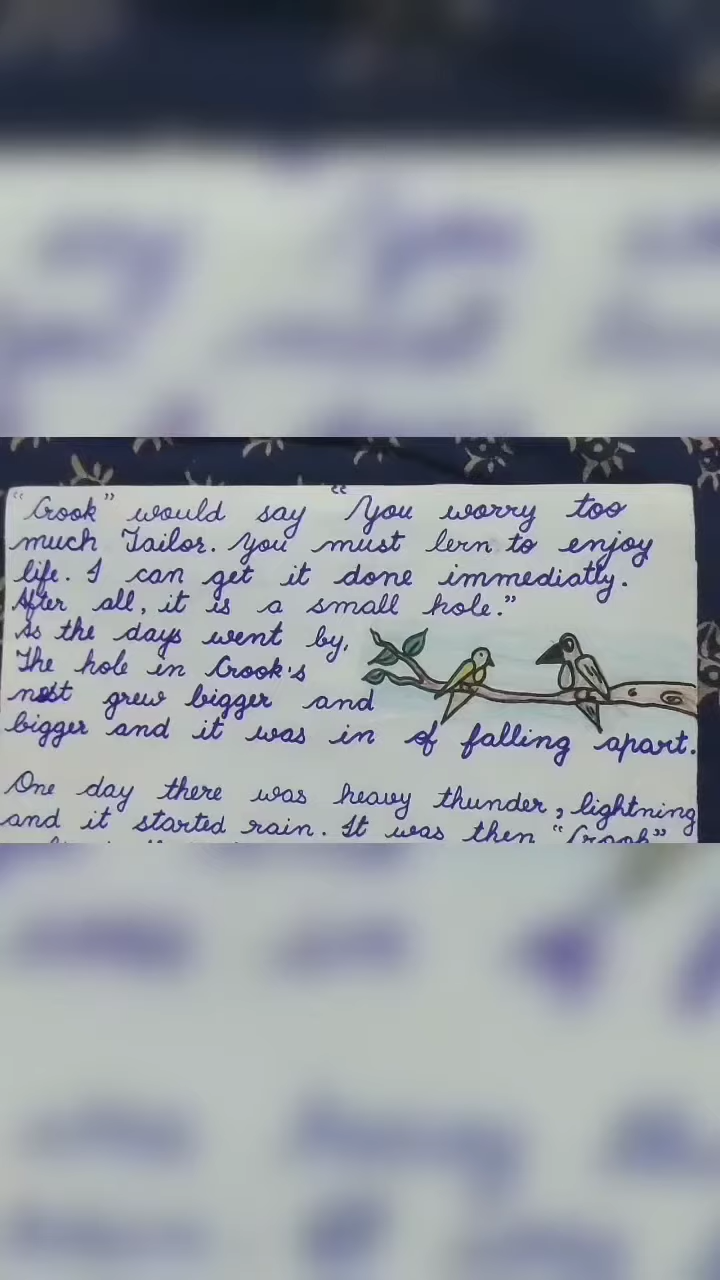 "Crook" would say "You worry too
much Tailor. You must lern to enjoy
life. I can get it done immediatly.
After all, it is a small hole."
As the days went by.
The hole in Crook's
nest grew bigger and
bigger and it was in of falling apart.
One day there was heavy thunder, lightning
and it started rain. It was then "Crook"